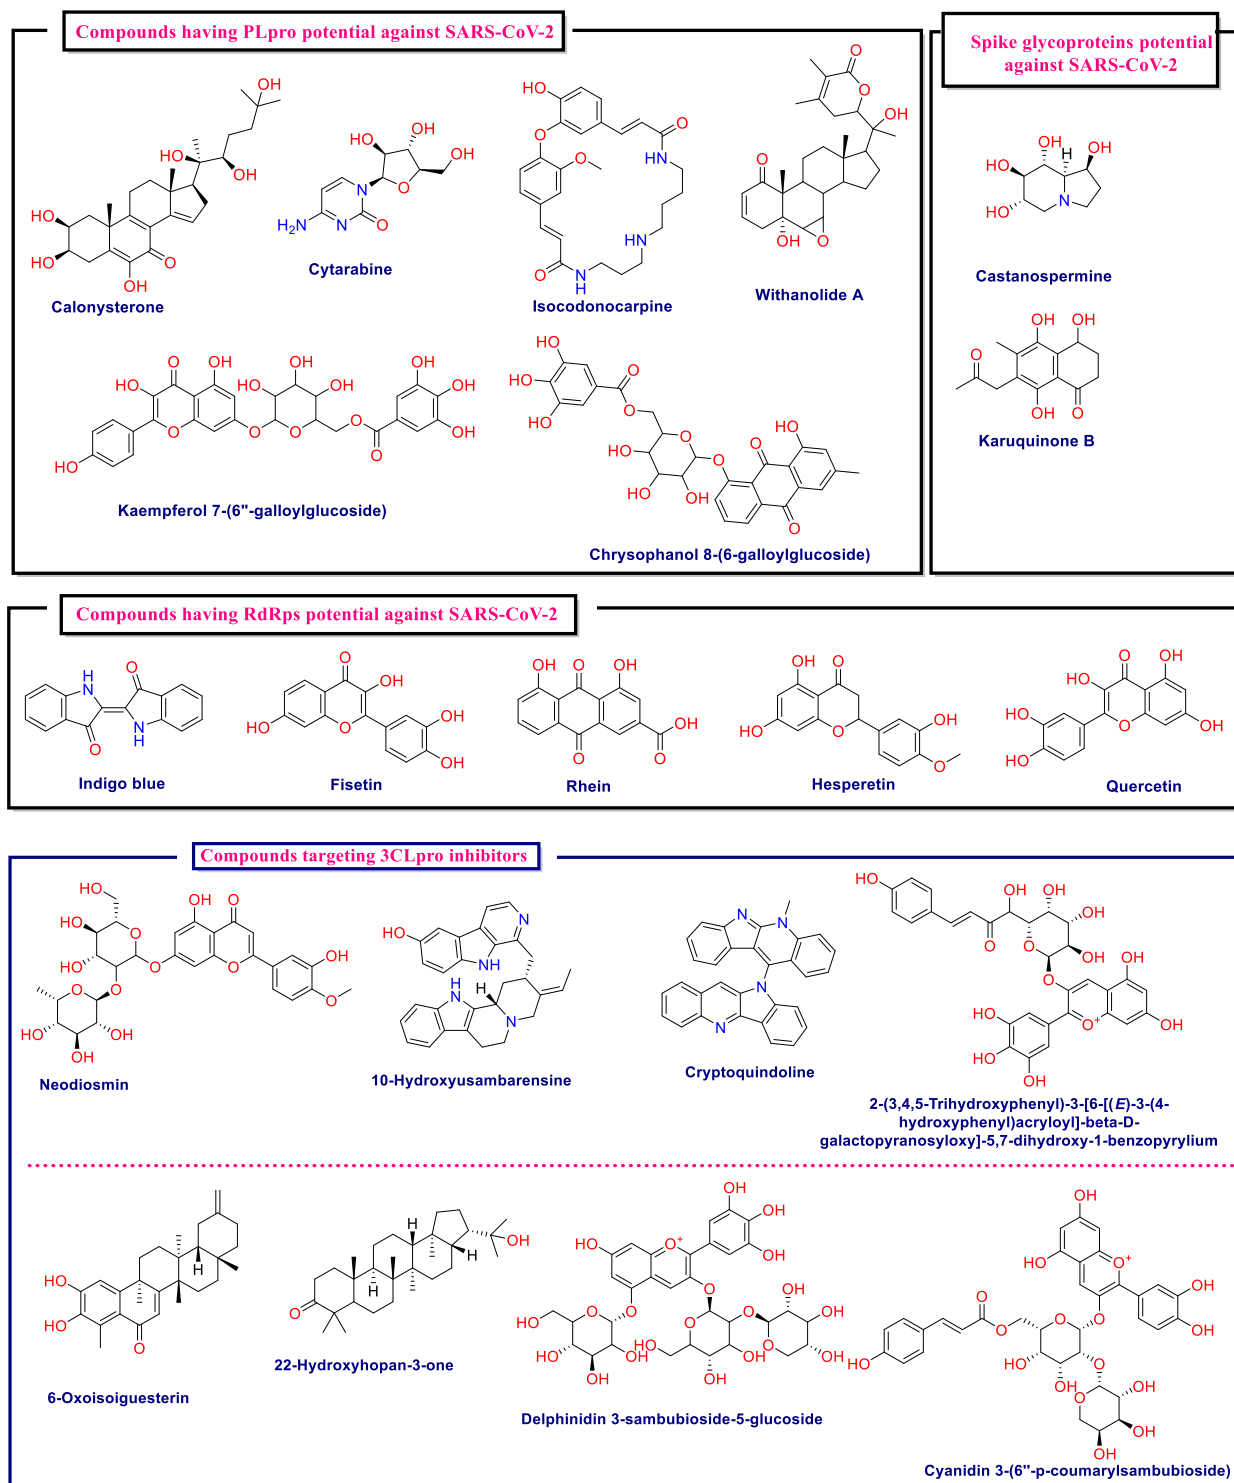 Compounds having PLpro potential against SARS-CoV-2
Spike glycoproteins potential
against SARS-CoV-2
Calonysterone
Cytarabine
Isocodonocarpine
Withanolide A
Castanospermine
Kaempferol 7-(6"-galloylglucoside)
Chrysophanol 8-(6-galloylglucoside)
Karuquinone B
Compounds having RdRps potential against SARS-CoV-2
Indigo blue
Fisetin
Rhein
Hesperetin
Quercetin
Compounds targeting 3CLpro inhibitors
Neodiosmin
10-Hydroxyusambarensine
Cryptoquindoline
2-(3,4,5-Trihydroxyphenyl)-3-[6-[(E)-3-(4-
hydroxyphenyl)acryloyl]-beta-D-
galactopyranosyloxy]-5,7-dihydroxy-1-benzopyrylium
6-Oxoisoiguesterin
22-Hydroxyhopan-3-one
Delphinidin 3-sambubioside-5-glucoside
Cyanidin 3-(6"-p-coumarylsambubioside)